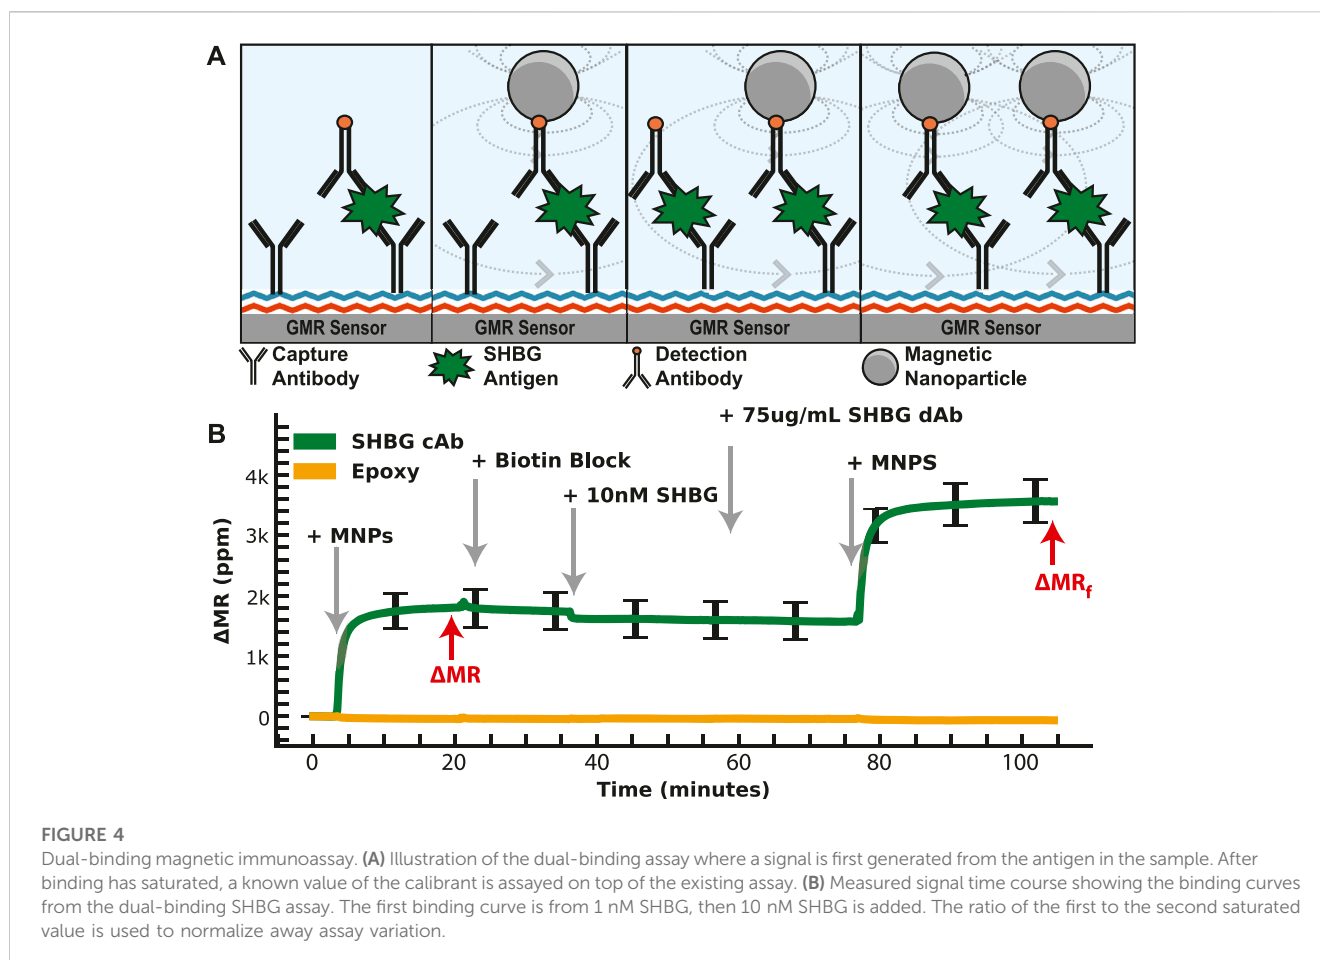 A
GMR Sensor GMR Sensor GMR Sensor GMR Sensor
Capture Antibody
SHBG Antigen
Detection Antibody
Magnetic Nanoparticle
B
SHBG cAb
Epoxy
+ MNPs
+ Biotin Block
+ 10nM SHBG
+ 75ug/mL SHBG dAb
+ MNPS
ΔMR
ΔMRf
ΔMR (ppm)
4k
3k
2k
1k
0
0 20 40 60 80 100
Time (minutes)
FIGURE 4
Dual-binding magnetic immunoassay. (A) Illustration of the dual-binding assay where a signal is first generated from the antigen in the sample. After
binding has saturated, a known value of the calibrant is assayed on top of the existing assay. (B) Measured signal time course showing the binding curves
from the dual-binding SHBG assay. The first binding curve is from 1 nM SHBG, then 10 nM SHBG is added. The ratio of the first to the second saturated
value is used to normalize away assay variation.